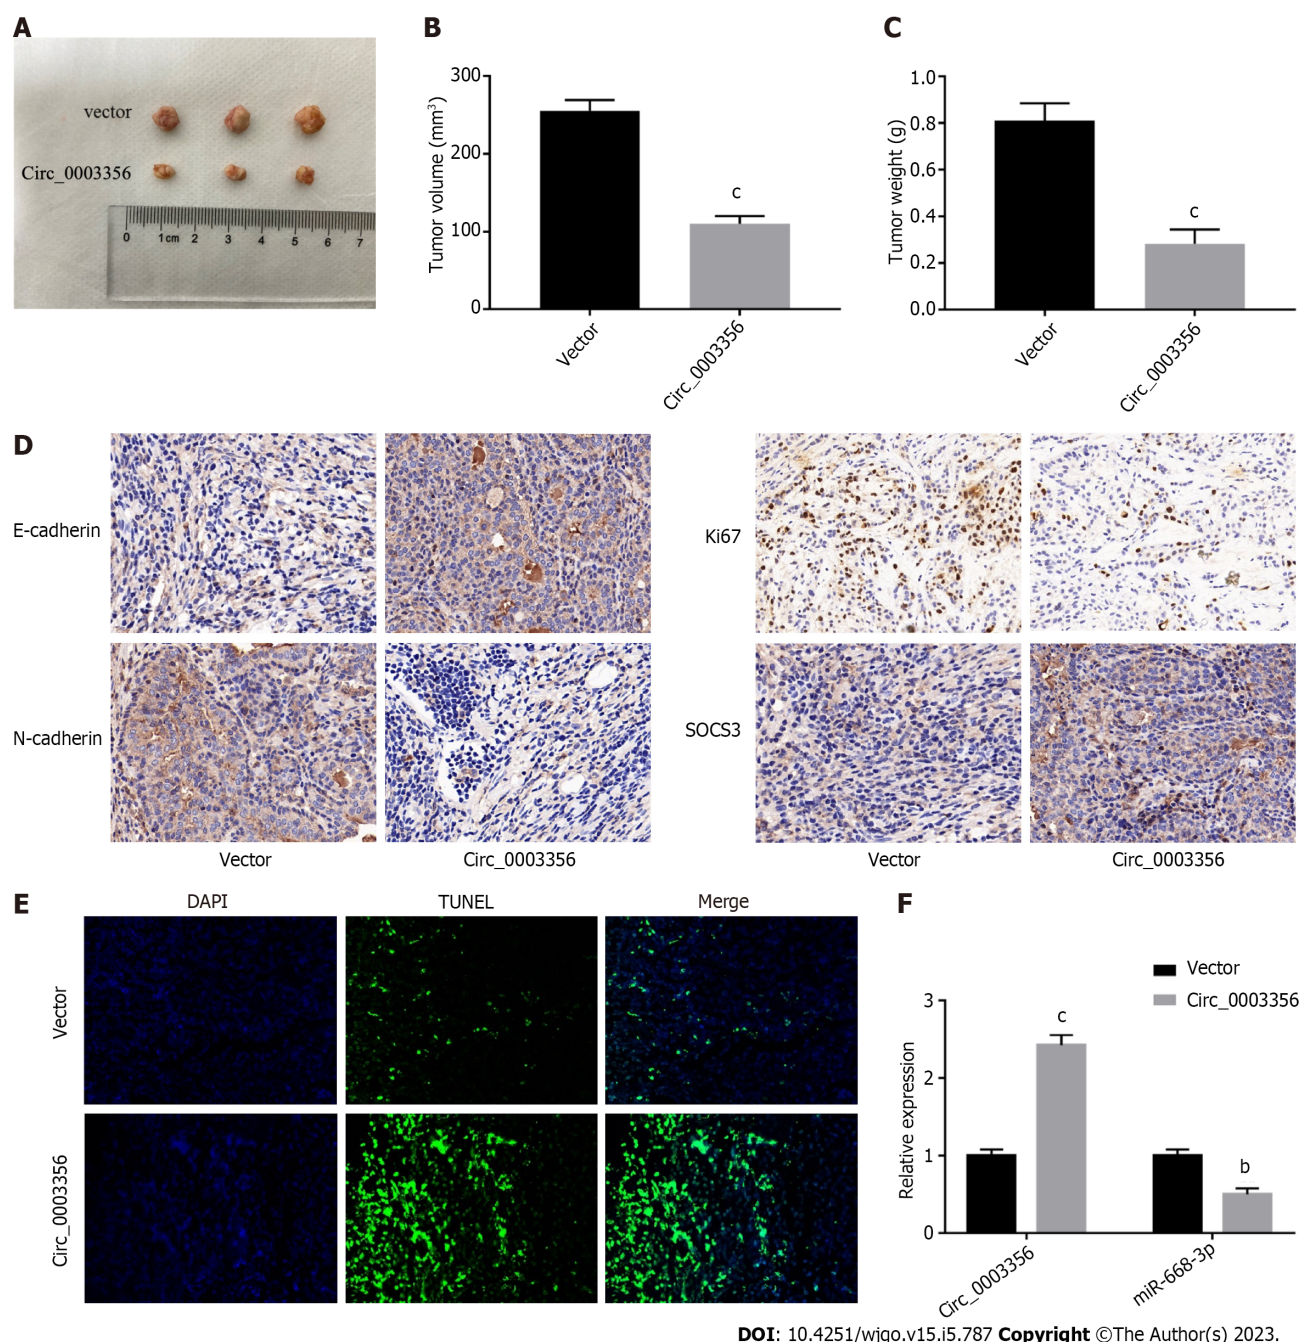 A
vector
Circ_0003356
0 1cm 2 3 4 5 6 7
B
Tumor volume (mm³)
300
200
100
0
c
Vector
Circ_0003356
C
Tumor weight (g)
1.0
0.8
0.6
0.4
0.2
0.0
c
Vector
Circ_0003356
D
E-cadherin
N-cadherin
Vector
Circ_0003356
Ki67
SOCS3
Vector
Circ_0003356
E
DAPI
TUNEL
Merge
Vector
Circ_0003356
F
Vector
Circ_0003356
Relative expression
3
2
1
0
c
b
Circ_0003356
miR-668-3p
DOI: 10.4251/wjgo.v15.i5.787 Copyright ©The Author(s) 2023.